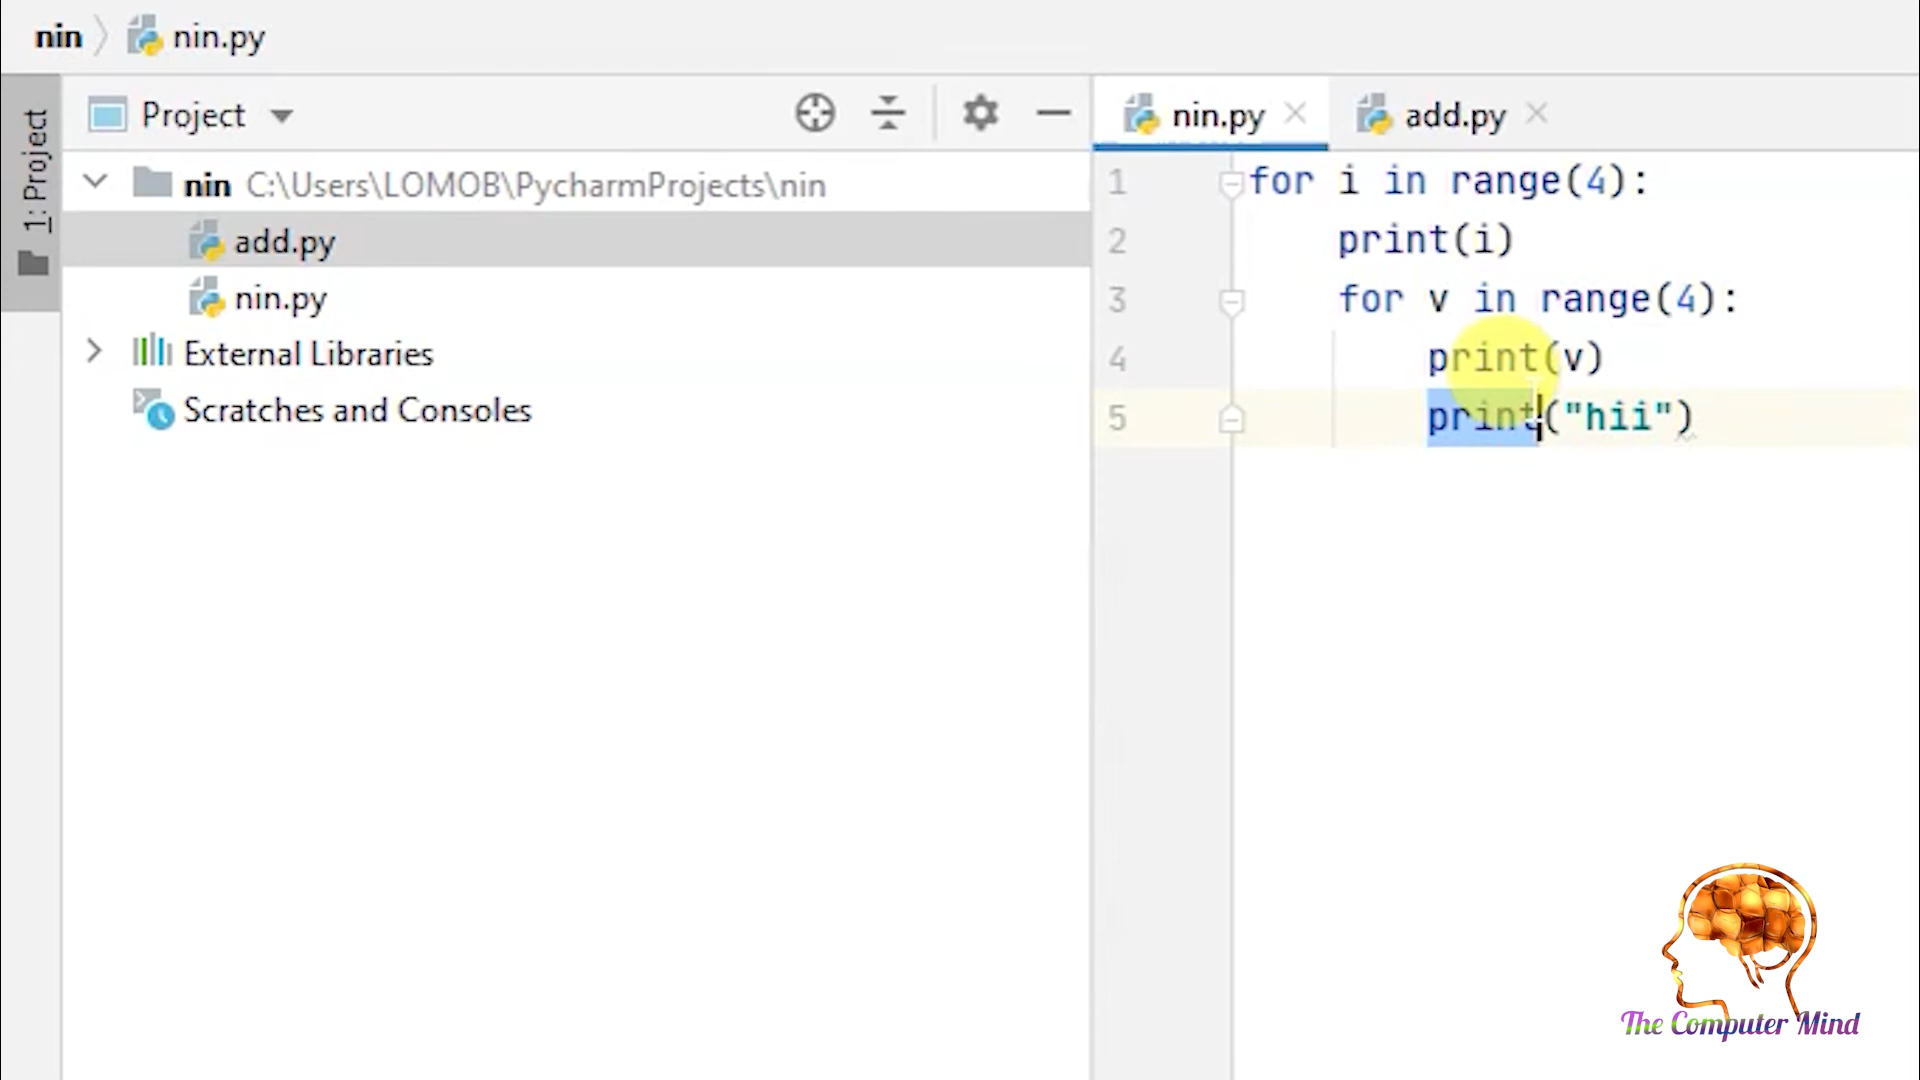 nin
nin.py
1: Project
Project
nin C:\Users\LOMOB\PycharmProjects\nin
add.py
nin.py
External Libraries
Scratches and Consoles
nin.py
add.py
1 for i in range(4):
2     print(i)
3     for v in range(4):
4         print(v)
5         print("hii")
The Computer Mind